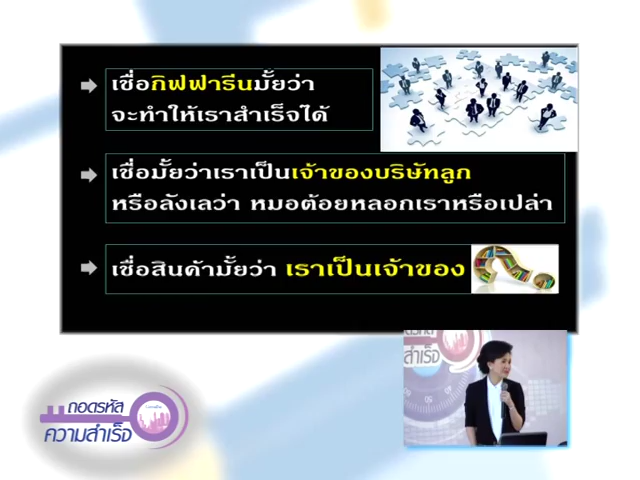 เชื่อกิฟฟารีนมั้ยว่า
จะทำให้เราสำเร็จได้
เชื่อมั้ยว่าเราเป็นเจ้าของบริษัทลูก
หรือลังเลว่า หมอต้อยหลอกเราหรือเปล่า
เชื่อสินค้ามั้ยว่า เราเป็นเจ้าของ
สำเร็จ
ถอดรหัส
ความสำเร็จ